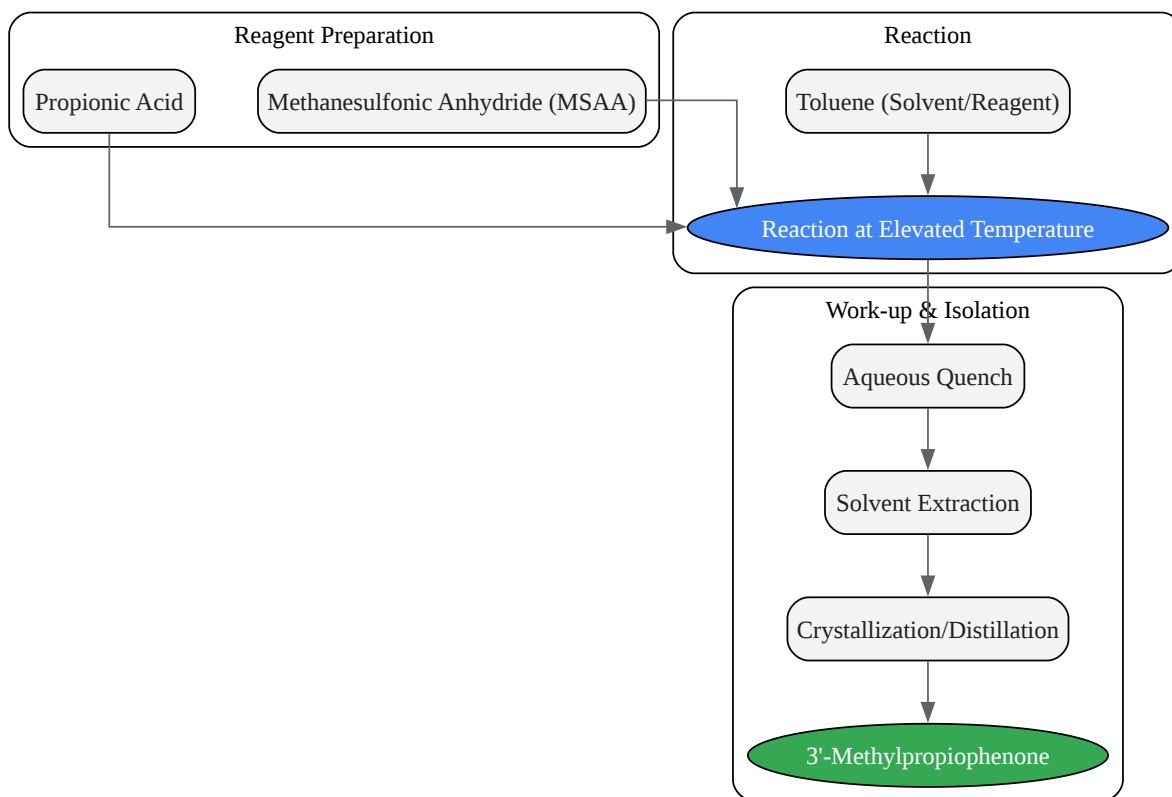 Reagent Preparation
Propionic Acid
Methanesulfonic Anhydride (MSAA)
Reaction
Toluene (Solvent/Reagent)
Reaction at Elevated Temperature
Work-up & Isolation
Aqueous Quench
Solvent Extraction
Crystallization/Distillation
3'-Methylpropiophenone